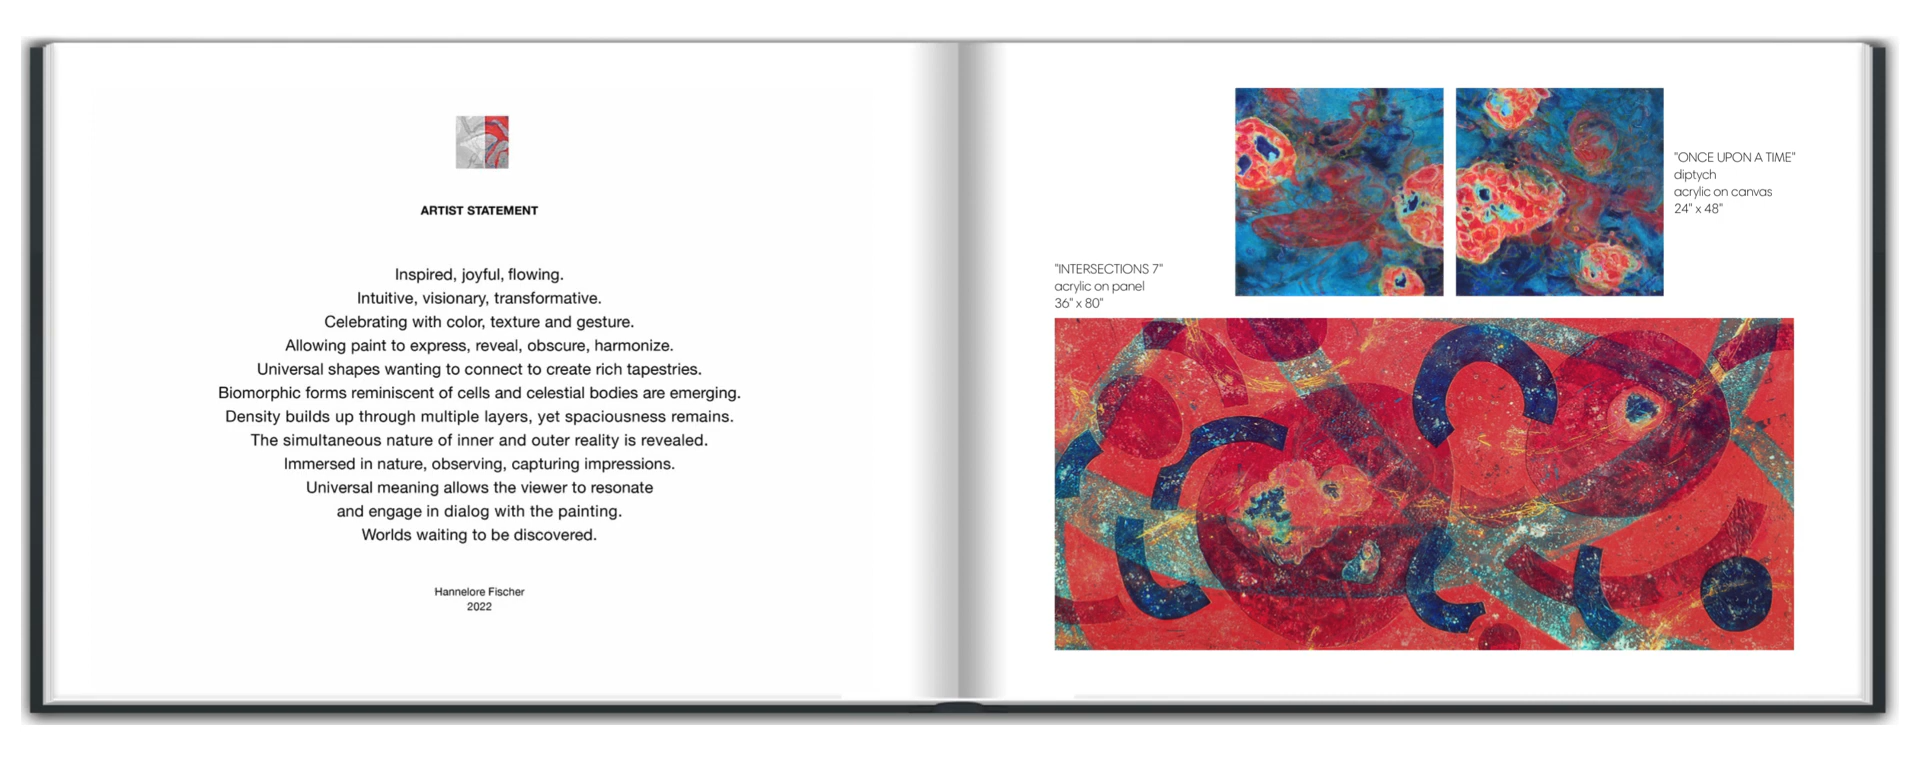 ARTIST STATEMENT
Inspired, joyful, flowing.
Intuitive, visionary, transformative.
Celebrating with color, texture and gesture.
Allowing paint to express, reveal, obscure, harmonize.
Universal shapes wanting to connect to create rich tapestries.
Biomorphic forms reminiscent of cells and celestial bodies are emerging.
Density builds up through multiple layers, yet spaciousness remains.
The simultaneous nature of inner and outer reality is revealed.
Immersed in nature, observing, capturing impressions.
Universal meaning allows the viewer to resonate
and engage in dialog with the painting.
Worlds waiting to be discovered.
Hannelore Fischer
2022
"ONCE UPON A TIME"
diptych
acrylic on canvas
24" x 48"
"INTERSECTIONS 7"
acrylic on panel
36" x 80"